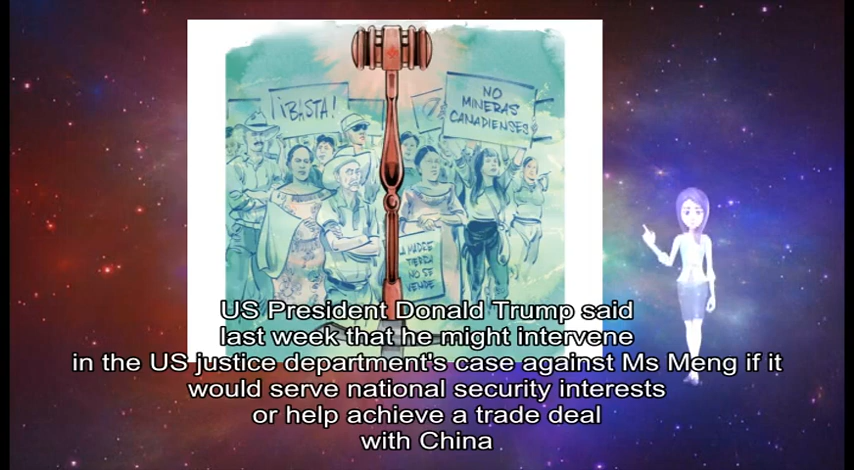 ¡BASTA!
NO
MINERAS
CANADIENSES
LA MADRE
TIERRA
NO SE
VENDE
US President Donald Trump said
last week that he might intervene
in the US justice department's case against Ms Meng if it
would serve national security interests
or help achieve a trade deal
with China